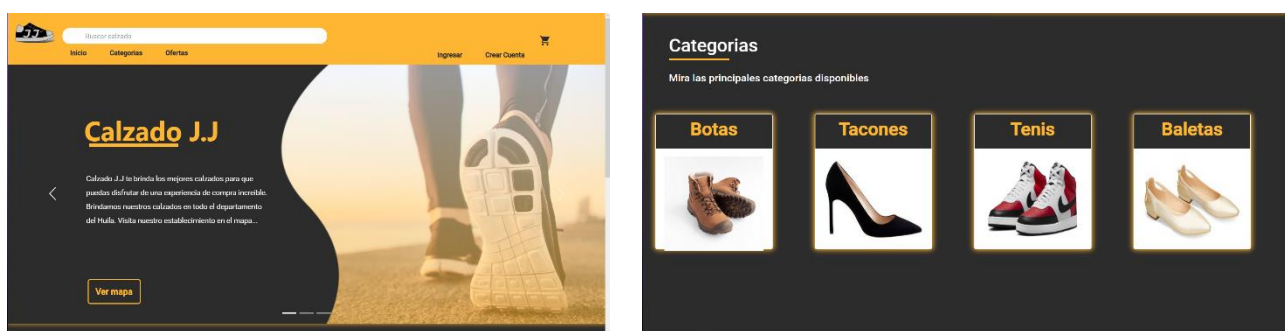 JJ
Buscar calzado
Inicio Categorias Ofertas
Ingresar Crear Cuenta
Calzado J.J
Calzado J.J te brinda los mejores calzados para que
puedas disfrutar de una experiencia de compra increible.
Brindamos nuestros calzados en todo el departamento
del Huila. Visita nuestro establecimiento en el mapa...
Ver mapa
Categorias
Mira las principales categorias disponibles
Botas Tacones Tenis Baletas